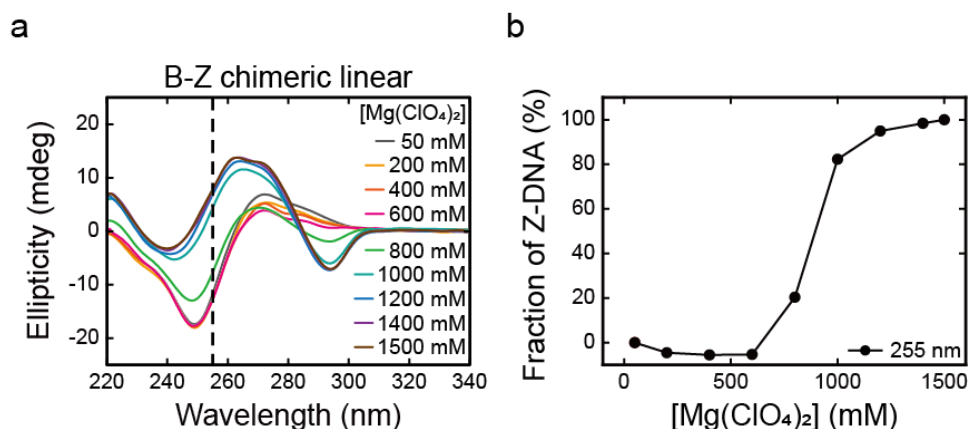 a
B-Z chimeric linear
Ellipticity (mdeg)
20
10
0
-10
-20
[Mg(ClO₄)₂]
50 mM
200 mM
400 mM
600 mM
800 mM
1000 mM
1200 mM
1400 mM
1500 mM
220 240 260 280 300 320 340
Wavelength (nm)
b
Fraction of Z-DNA (%)
100
80
60
40
20
0
255 nm
0 500 1000 1500
[Mg(ClO₄)₂] (mM)